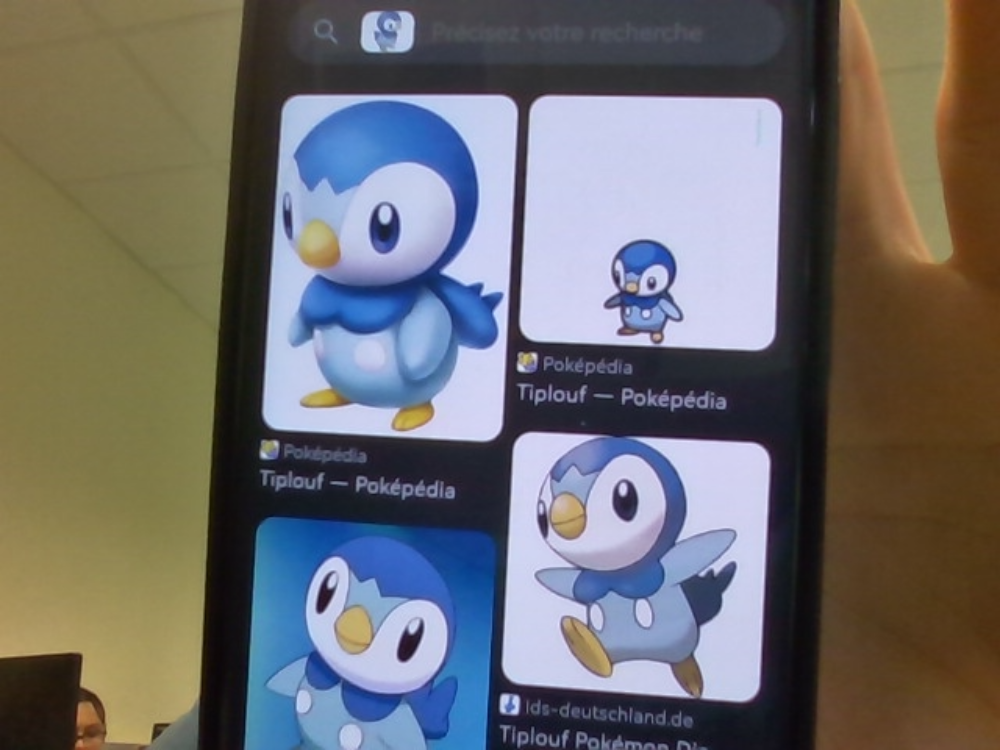 Précisez votre recherche
Poképédia
Tiplouf — Poképédia
Poképédia
Tiplouf — Poképédia
lds-deutschland.de
Tiplouf Pokémon